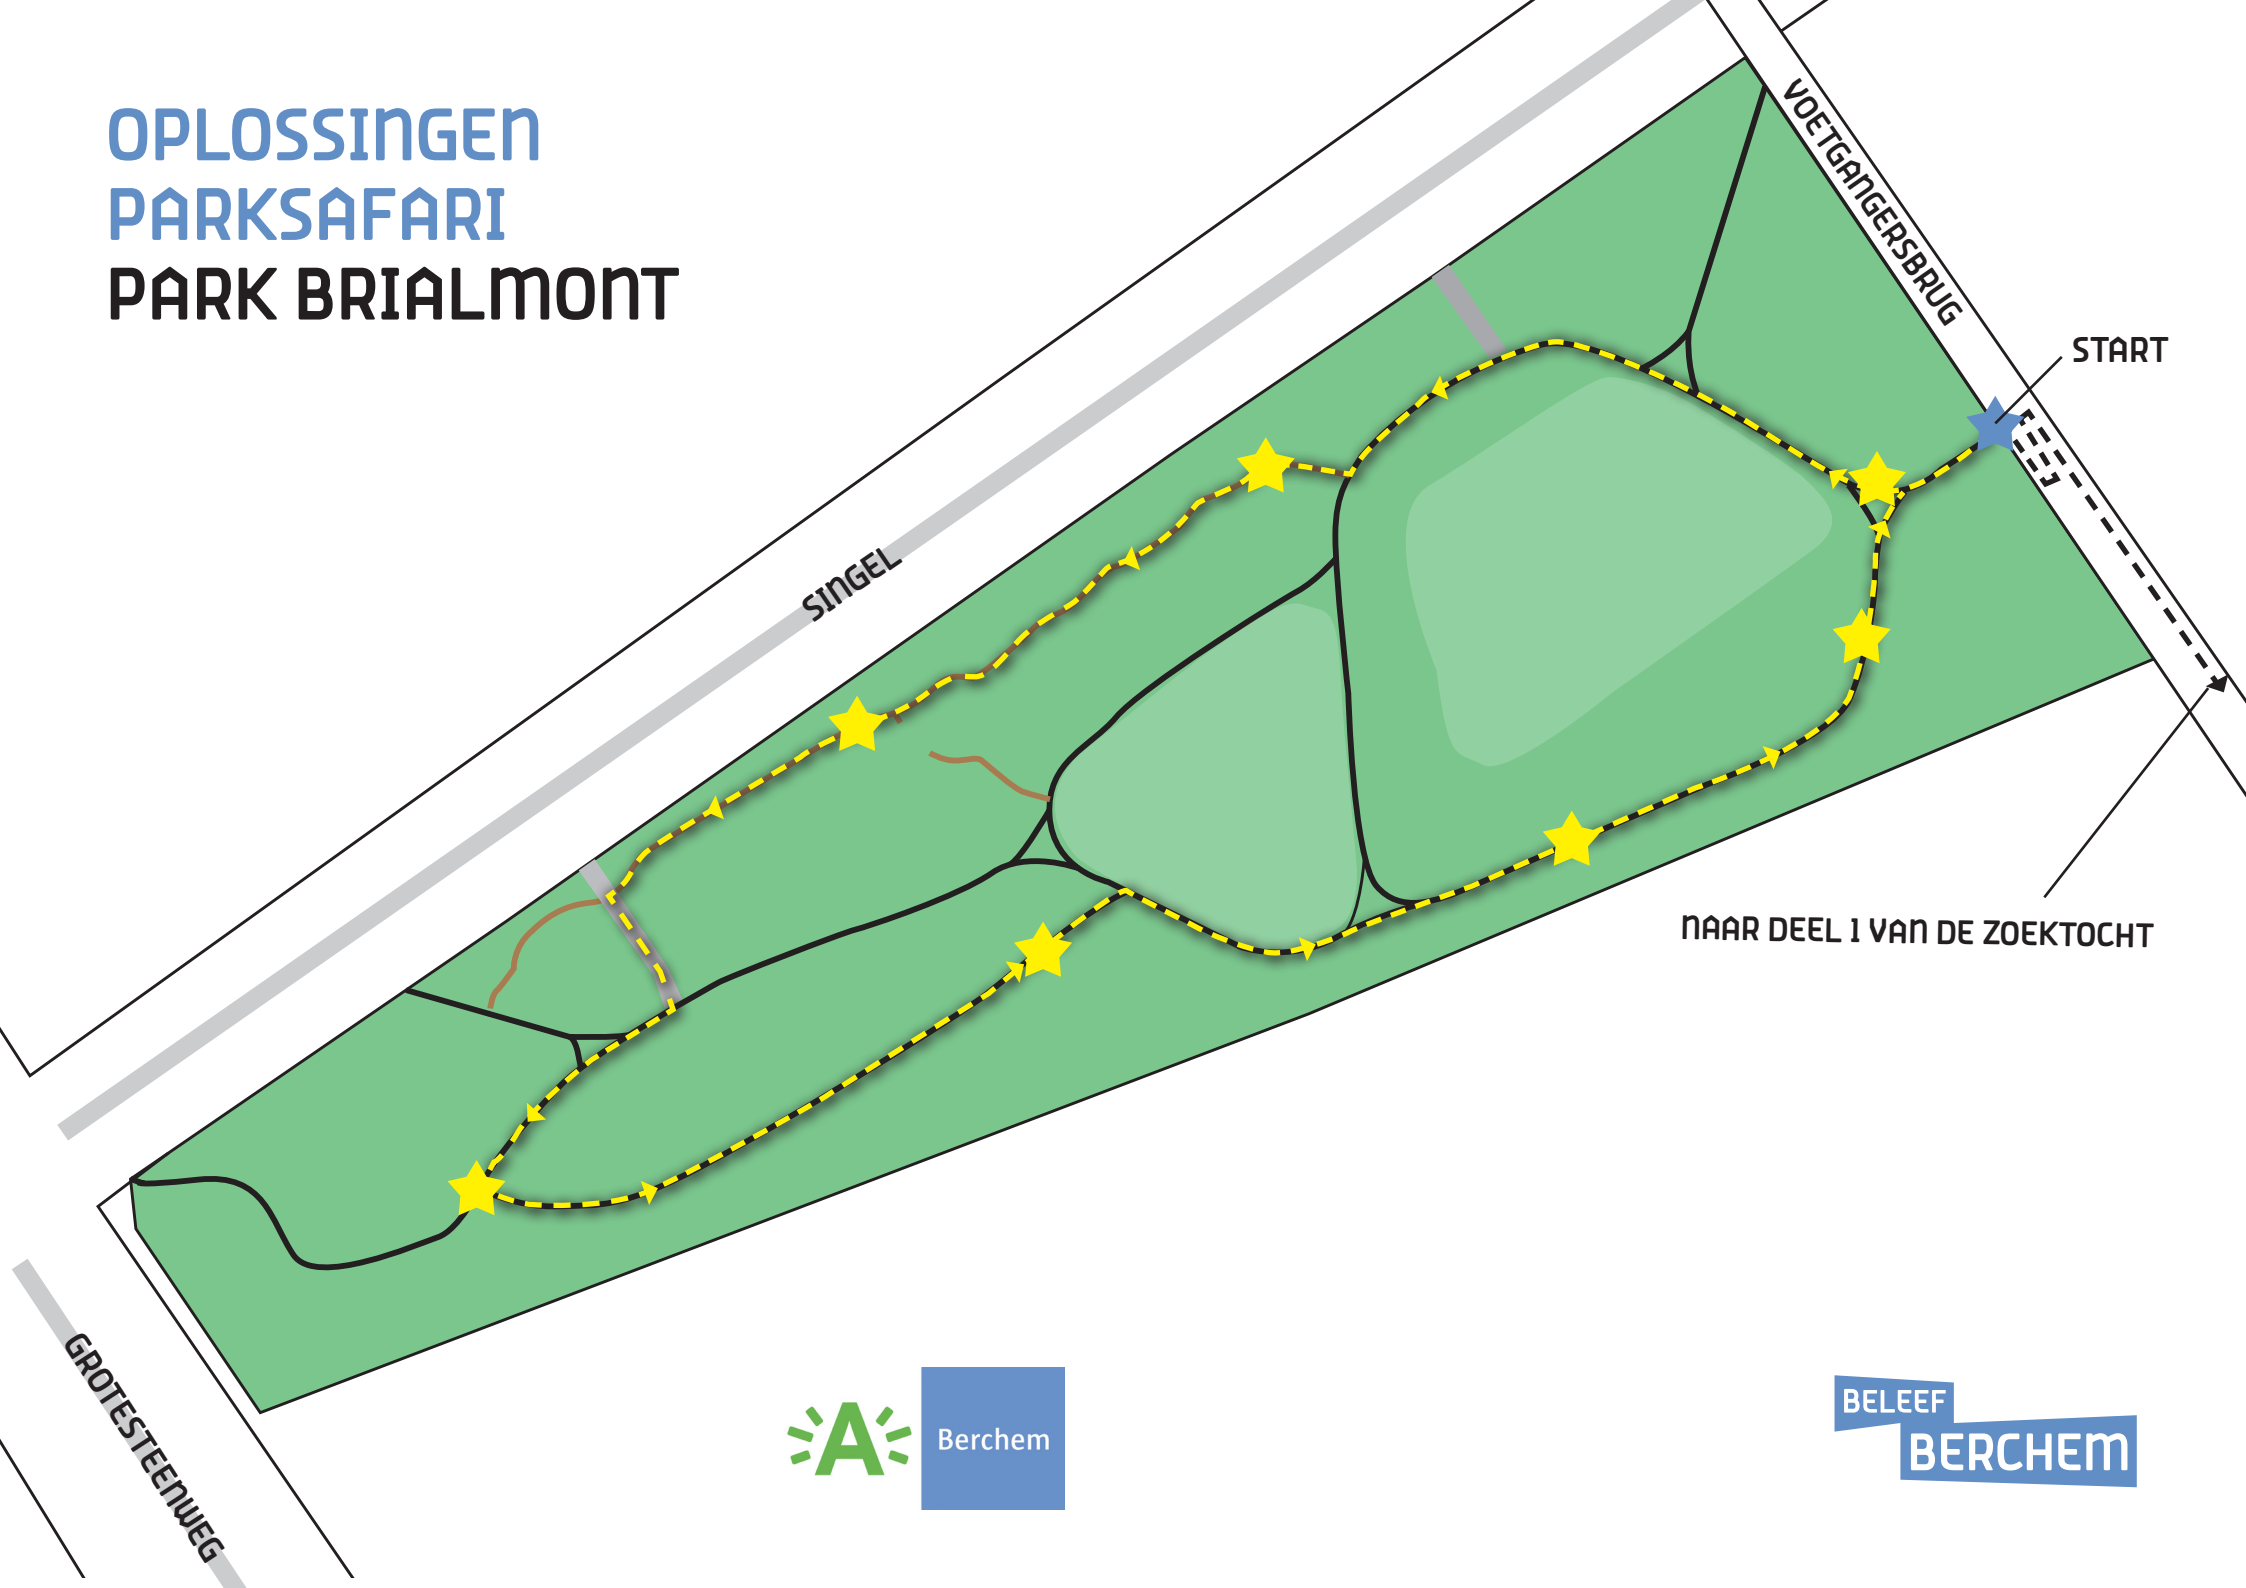 OPLOSSINGEN
PARKSAFARI
PARK BRIALMONT
VOETGANGERSBRUG
START
SINGEL
NAAR DEEL 1 VAN DE ZOEKTOCHT
GROTESTEENWEG
A
Berchem
BELEEF
BERCHEM